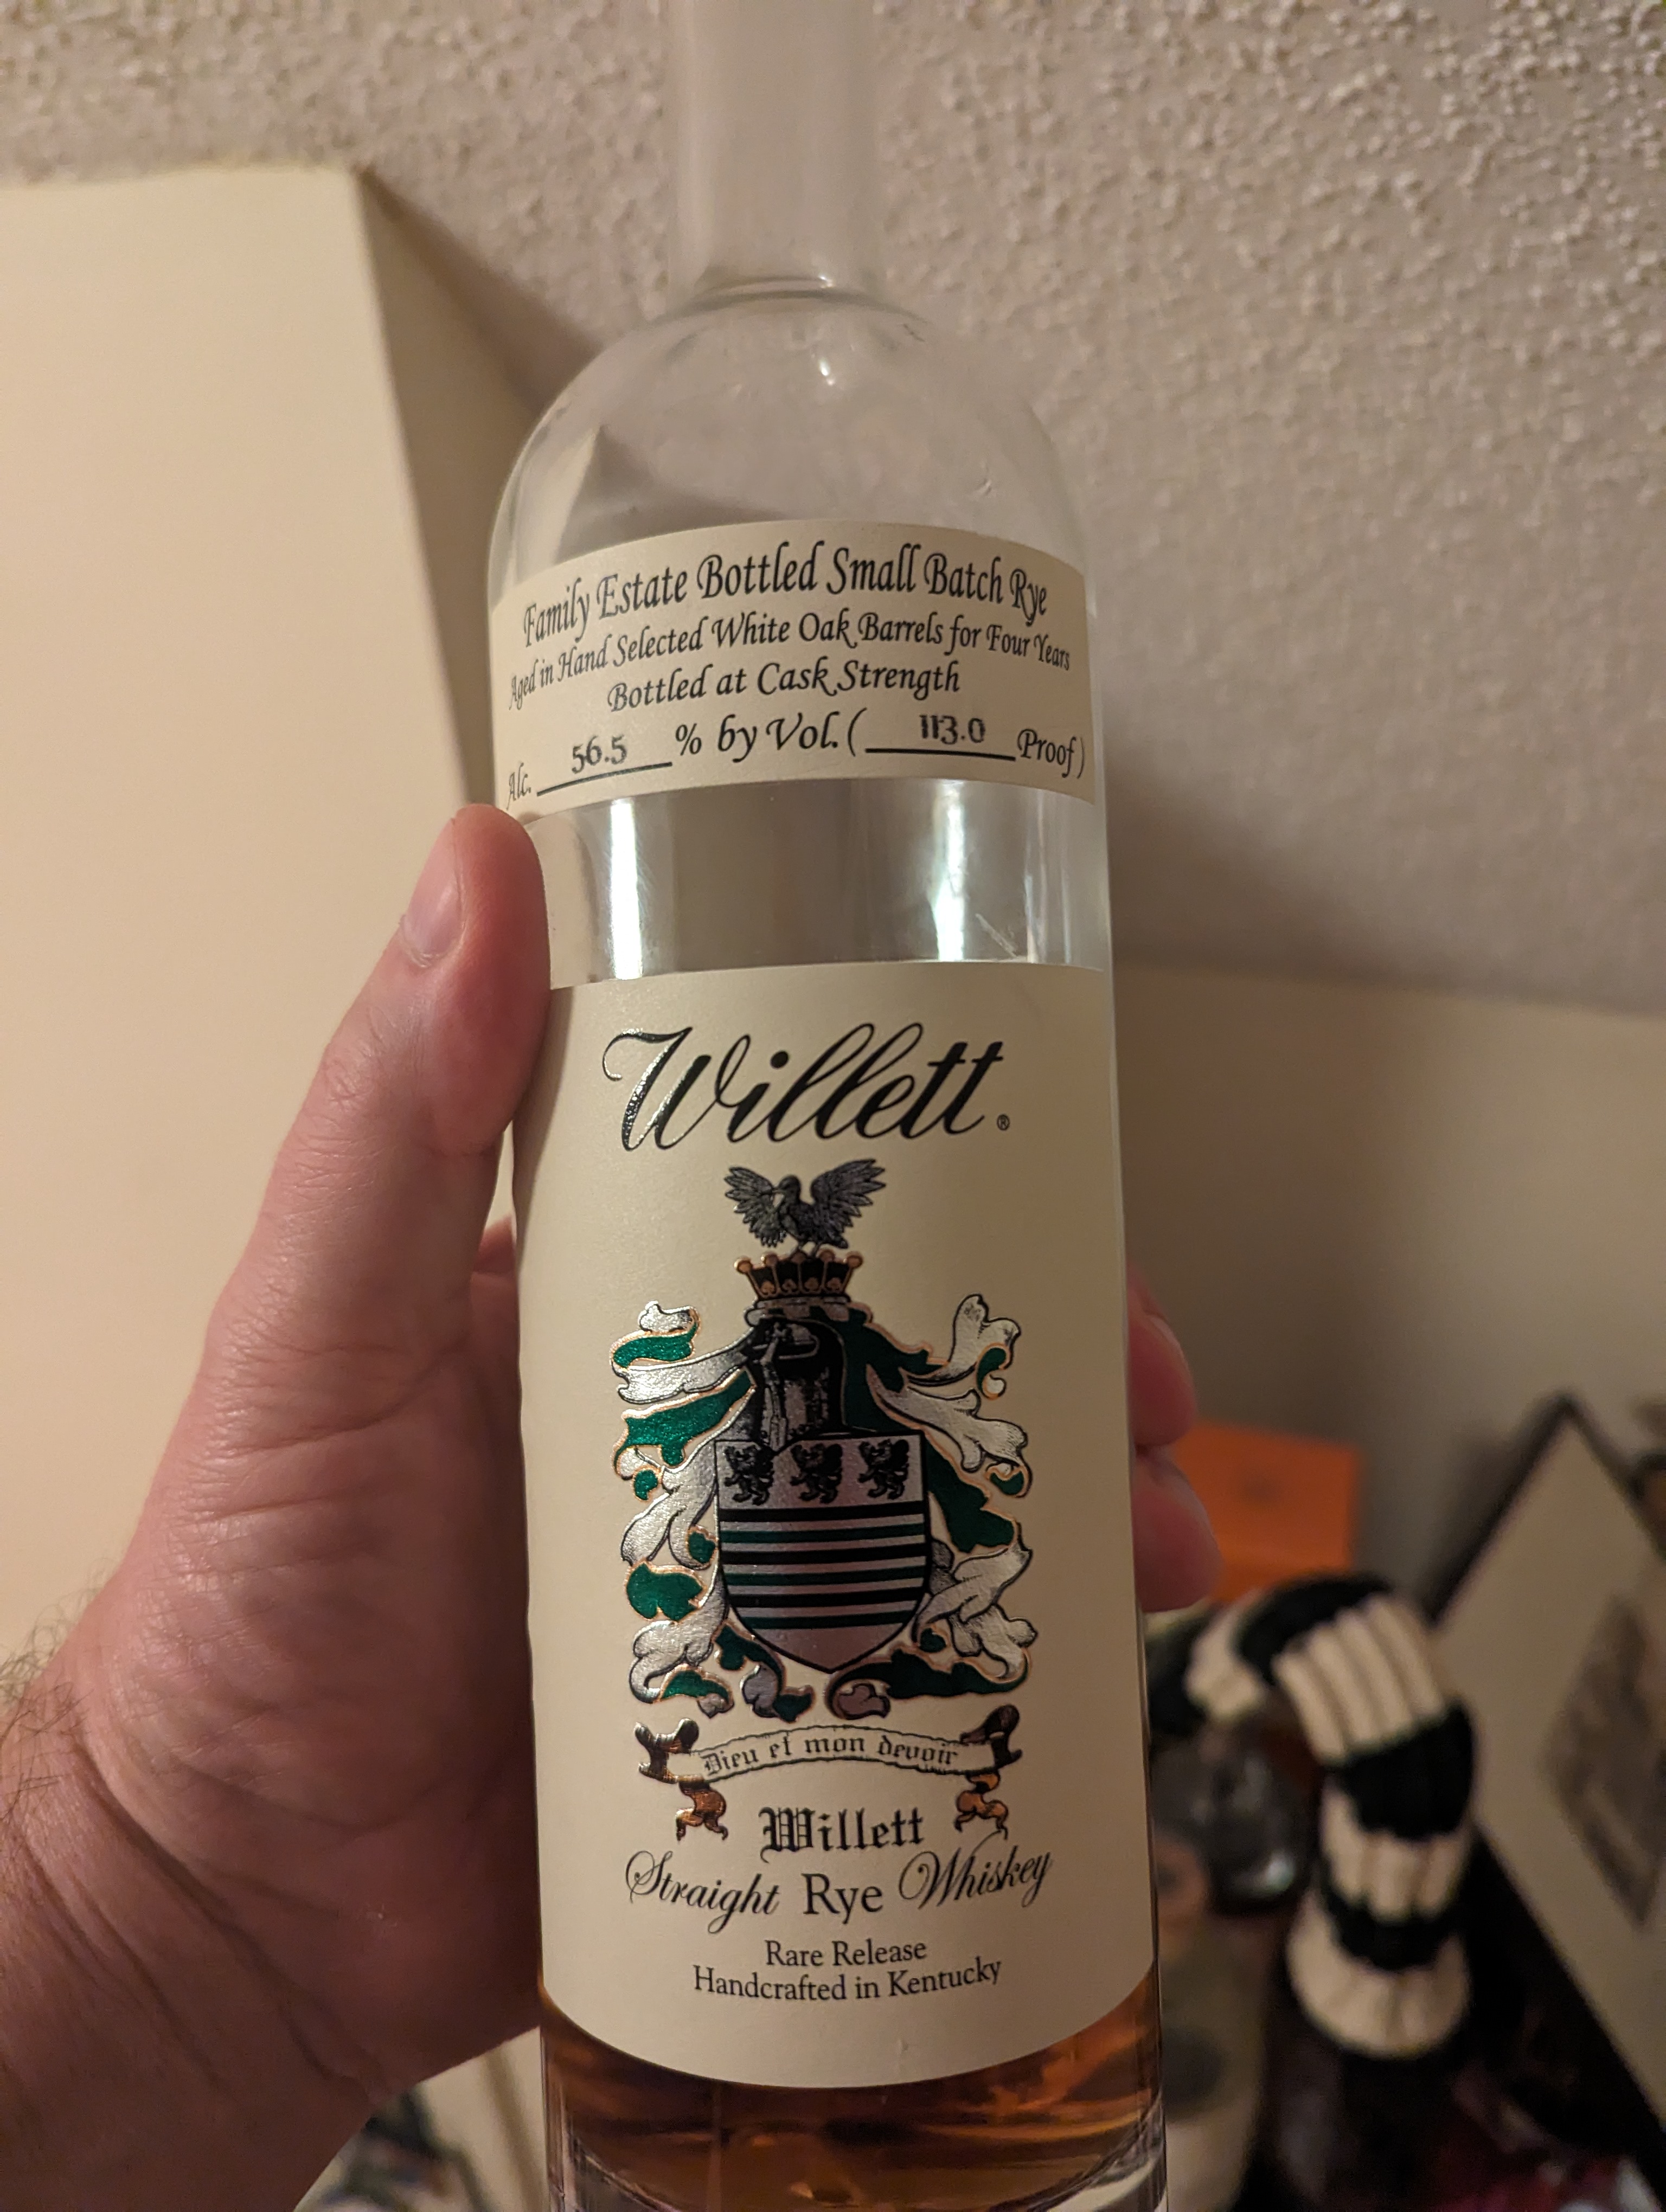 Family Estate Bottled Small Batch Rye
Aged in Hand Selected White Oak Barrels for Four Years
Bottled at Cask Strength
Alc. 56.5 % by Vol. ( 113.0 Proof )
Willett®
Dieu et mon devoir
Willett
Straight Rye Whiskey
Rare Release
Handcrafted in Kentucky